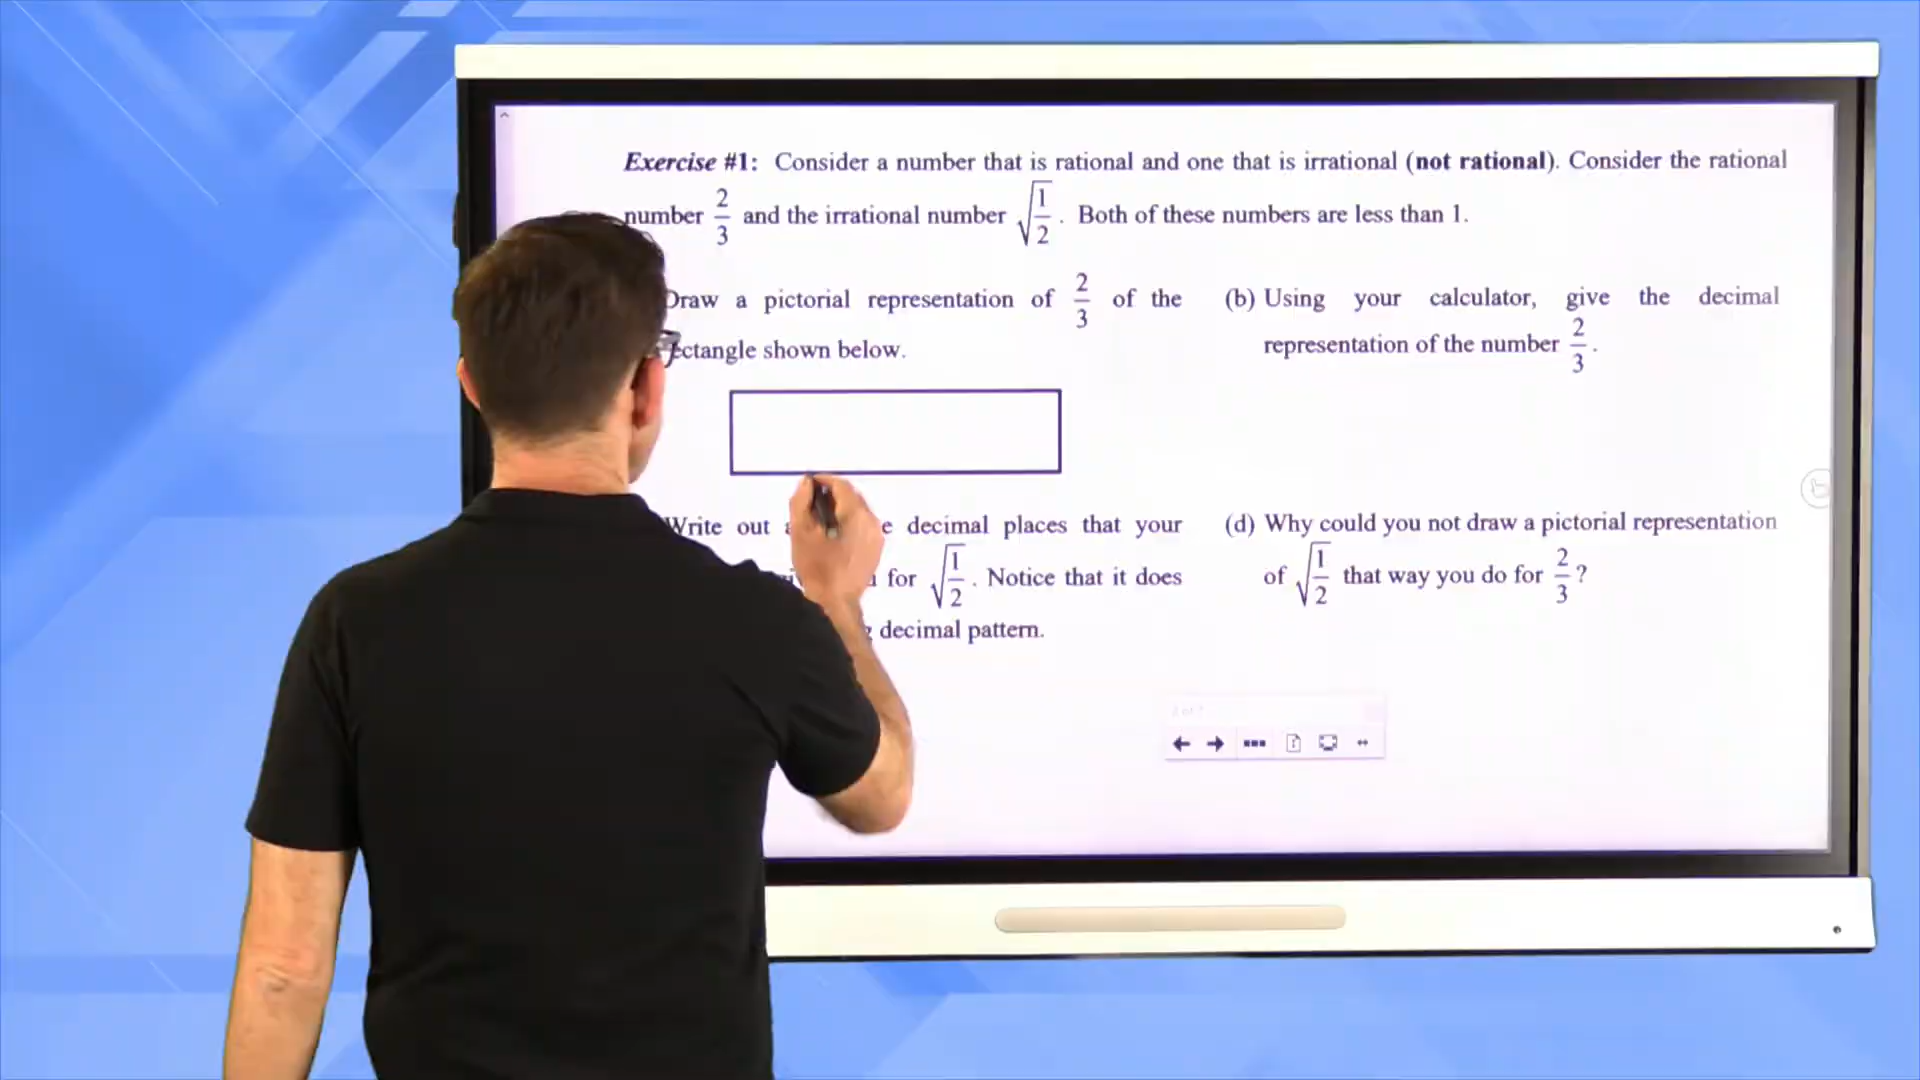 Exercise #1: Consider a number that is rational and one that is irrational (not rational). Consider the rational
number 2/3 and the irrational number √(1/2). Both of these numbers are less than 1.
Draw a pictorial representation of 2/3 of the
rectangle shown below.
(b) Using your calculator, give the decimal
representation of the number 2/3.
Write out decimal places that your
for √(1/2). Notice that it does
decimal pattern.
(d) Why could you not draw a pictorial representation
of √(1/2) that way you do for 2/3?